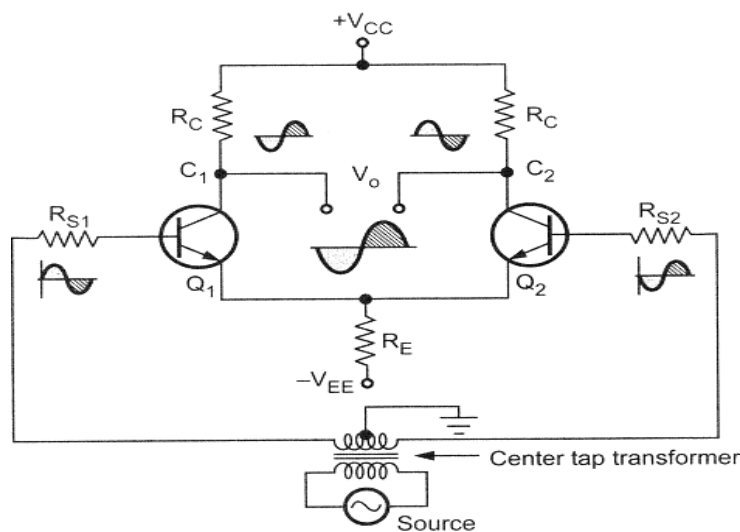 +V_CC
R_C
R_C
C_1
V_o
C_2
R_S1
R_S2
Q_1
Q_2
R_E
–V_EE
Center tap transformer
Source